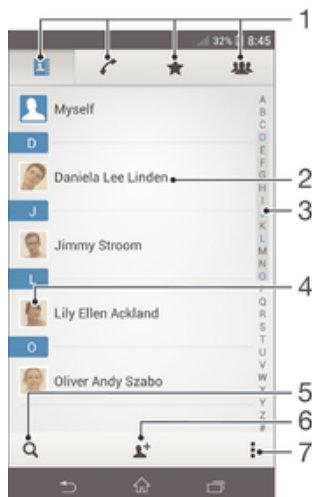 1
32% 8:45
Myself
D
Daniela Lee Linden
2
J
Jimmy Stroom
L
4
Lily Ellen Ackland
O
Oliver Andy Szabo
A
B
C
D
E
F
G
H
I
3
K
L
M
N
O
Q
R
S
T
U
V
W
X
Y
Z
#
5
6
7